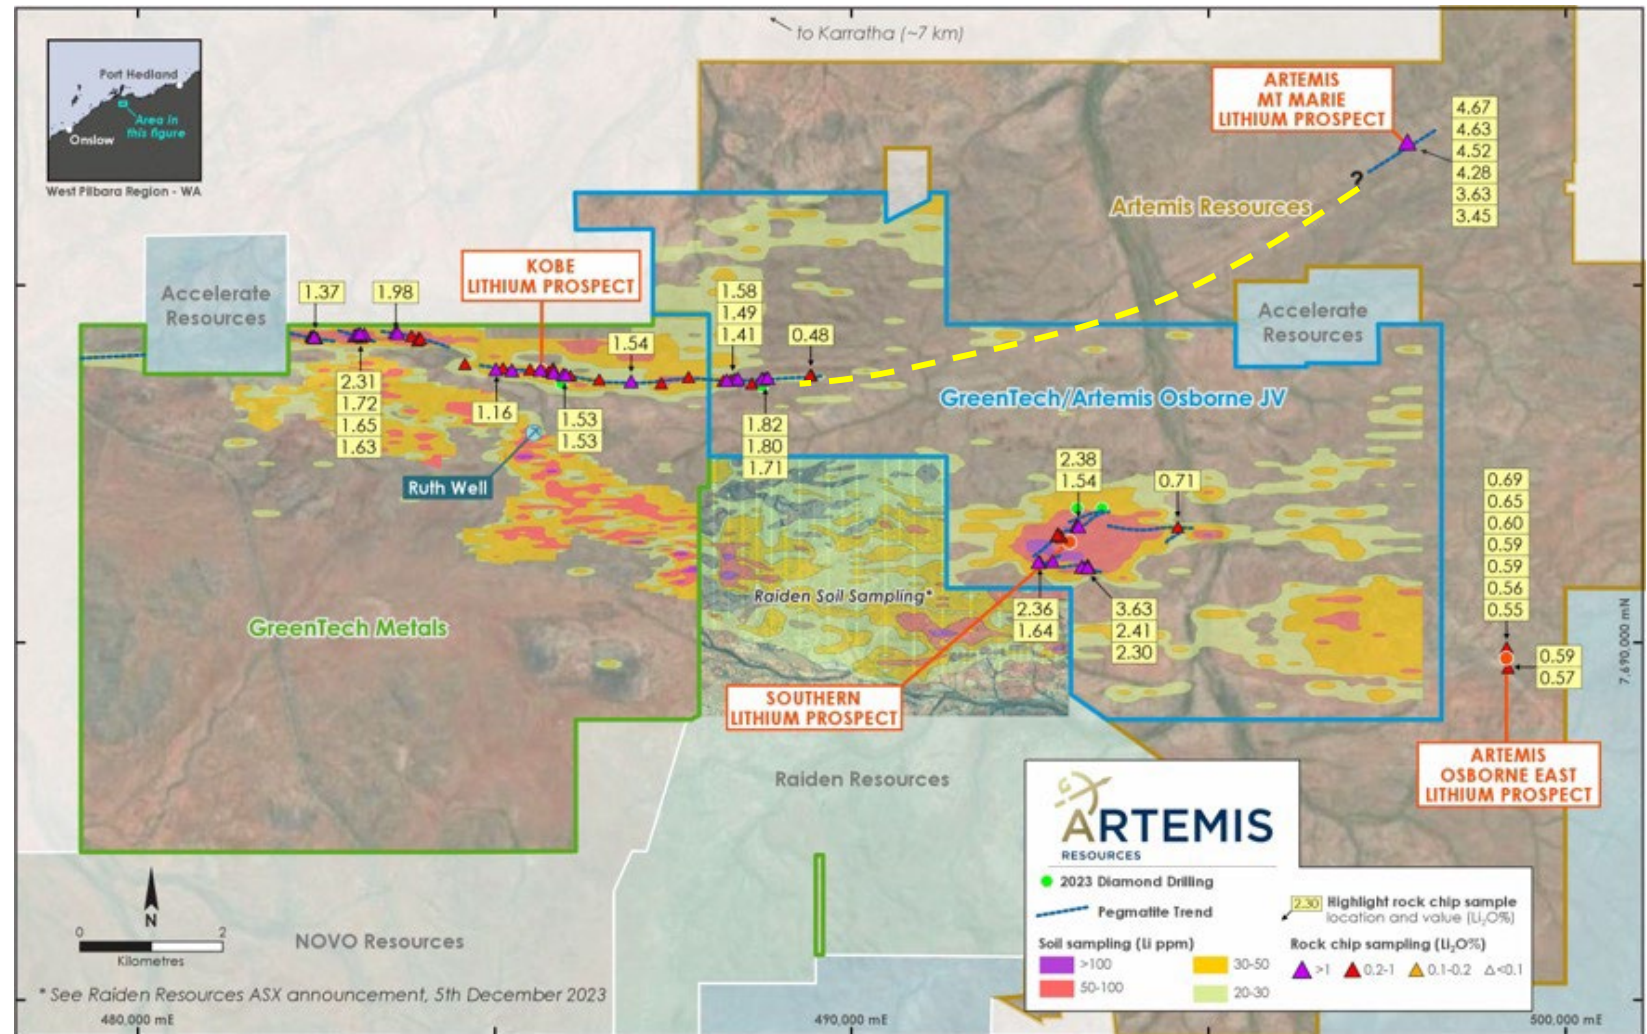 to Karratha (~7 km)
Port Hedland
Area in
this figure
Onslow
West Pilbara Region - WA
ARTEMIS
MT MARIE
LITHIUM PROSPECT
4.67
4.63
4.52
4.28
3.63
3.45
?
Artemis Resources
KOBE
LITHIUM PROSPECT
Accelerate
Resources
1.37
1.98
1.58
1.49
1.41
0.48
1.54
Accelerate
Resources
2.31
1.72
1.65
1.63
1.16
1.53
1.53
1.82
1.80
1.71
GreenTech/Artemis Osborne JV
Ruth Well
2.38
1.54
0.71
0.69
0.65
0.60
0.59
0.59
0.56
0.55
Raiden Soil Sampling*
GreenTech Metals
2.36
1.64
3.63
2.41
2.30
0.59
0.57
7,690,000 mN
SOUTHERN
LITHIUM PROSPECT
ARTEMIS
OSBORNE EAST
LITHIUM PROSPECT
Raiden Resources
ARTEMIS
RESOURCES
2023 Diamond Drilling
Pegmatite Trend
2.30 Highlight rock chip sample
location and value (Li₂O%)
Soil sampling (Li ppm)
>100
30-50
50-100
20-30
Rock chip sampling (Li₂O%)
>1 0.2-1 0.1-0.2 <0.1
N
0 2
Kilometres
NOVO Resources
* See Raiden Resources ASX announcement, 5th December 2023
480,000 mE
490,000 mE
500,000 mE